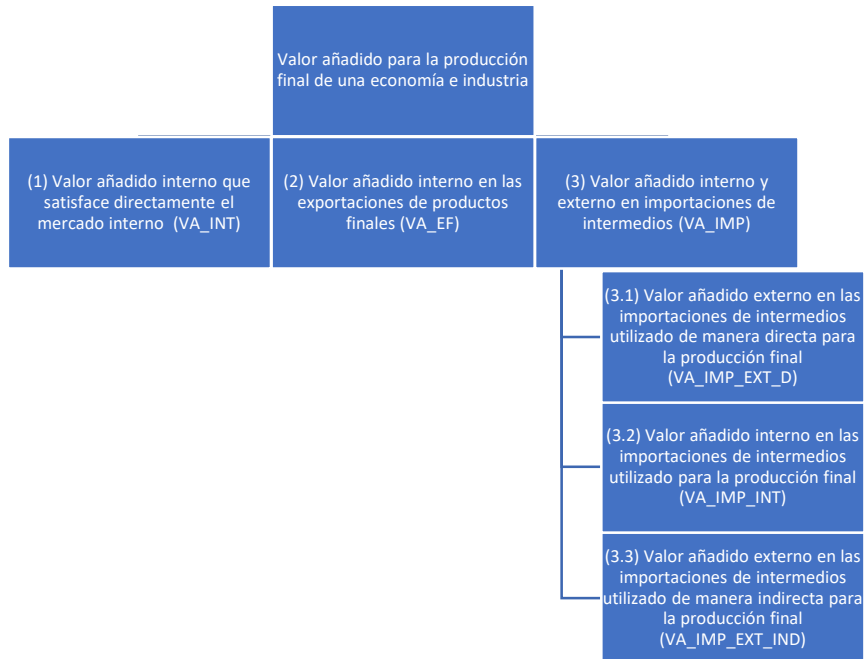 Valor añadido para la producción
final de una economía e industria
(1) Valor añadido interno que
satisface directamente el
mercado interno (VA_INT)
(2) Valor añadido interno en las
exportaciones de productos
finales (VA_EF)
(3) Valor añadido interno y
externo en importaciones de
intermedios (VA_IMP)
(3.1) Valor añadido externo en las
importaciones de intermedios
utilizado de manera directa para
la producción final
(VA_IMP_EXT_D)
(3.2) Valor añadido interno en las
importaciones de intermedios
utilizado para la producción final
(VA_IMP_INT)
(3.3) Valor añadido externo en las
importaciones de intermedios
utilizado de manera indirecta para
la producción final
(VA_IMP_EXT_IND)